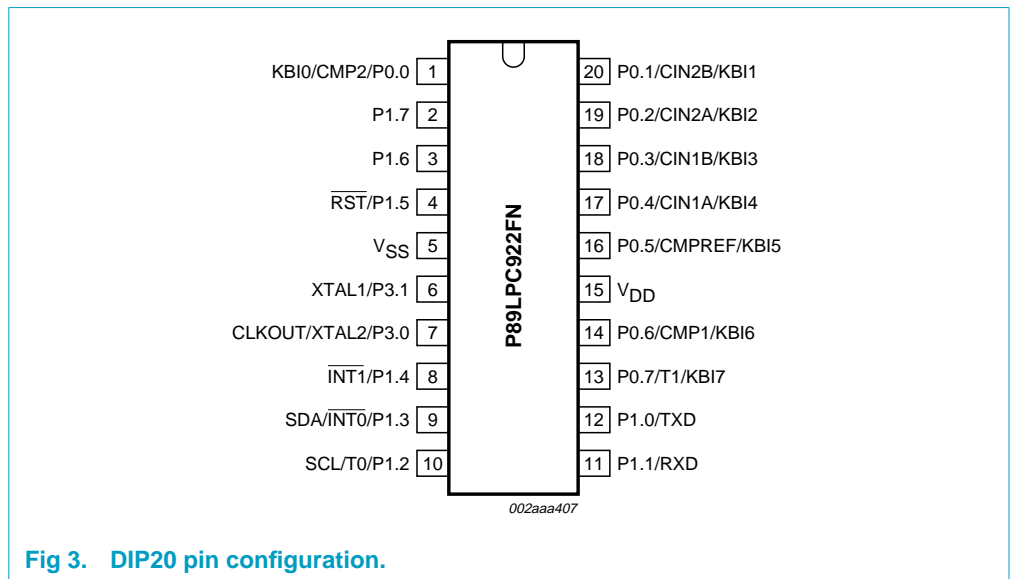 KBI0/CMP2/P0.0 1
P1.7 2
P1.6 3
RST/P1.5 4
VSS 5
XTAL1/P3.1 6
CLKOUT/XTAL2/P3.0 7
INT1/P1.4 8
SDA/INT0/P1.3 9
SCL/T0/P1.2 10
P89LPC922FN
20 P0.1/CIN2B/KBI1
19 P0.2/CIN2A/KBI2
18 P0.3/CIN1B/KBI3
17 P0.4/CIN1A/KBI4
16 P0.5/CMPREF/KBI5
15 VDD
14 P0.6/CMP1/KBI6
13 P0.7/T1/KBI7
12 P1.0/TXD
11 P1.1/RXD
002aaa407
Fig 3. DIP20 pin configuration.